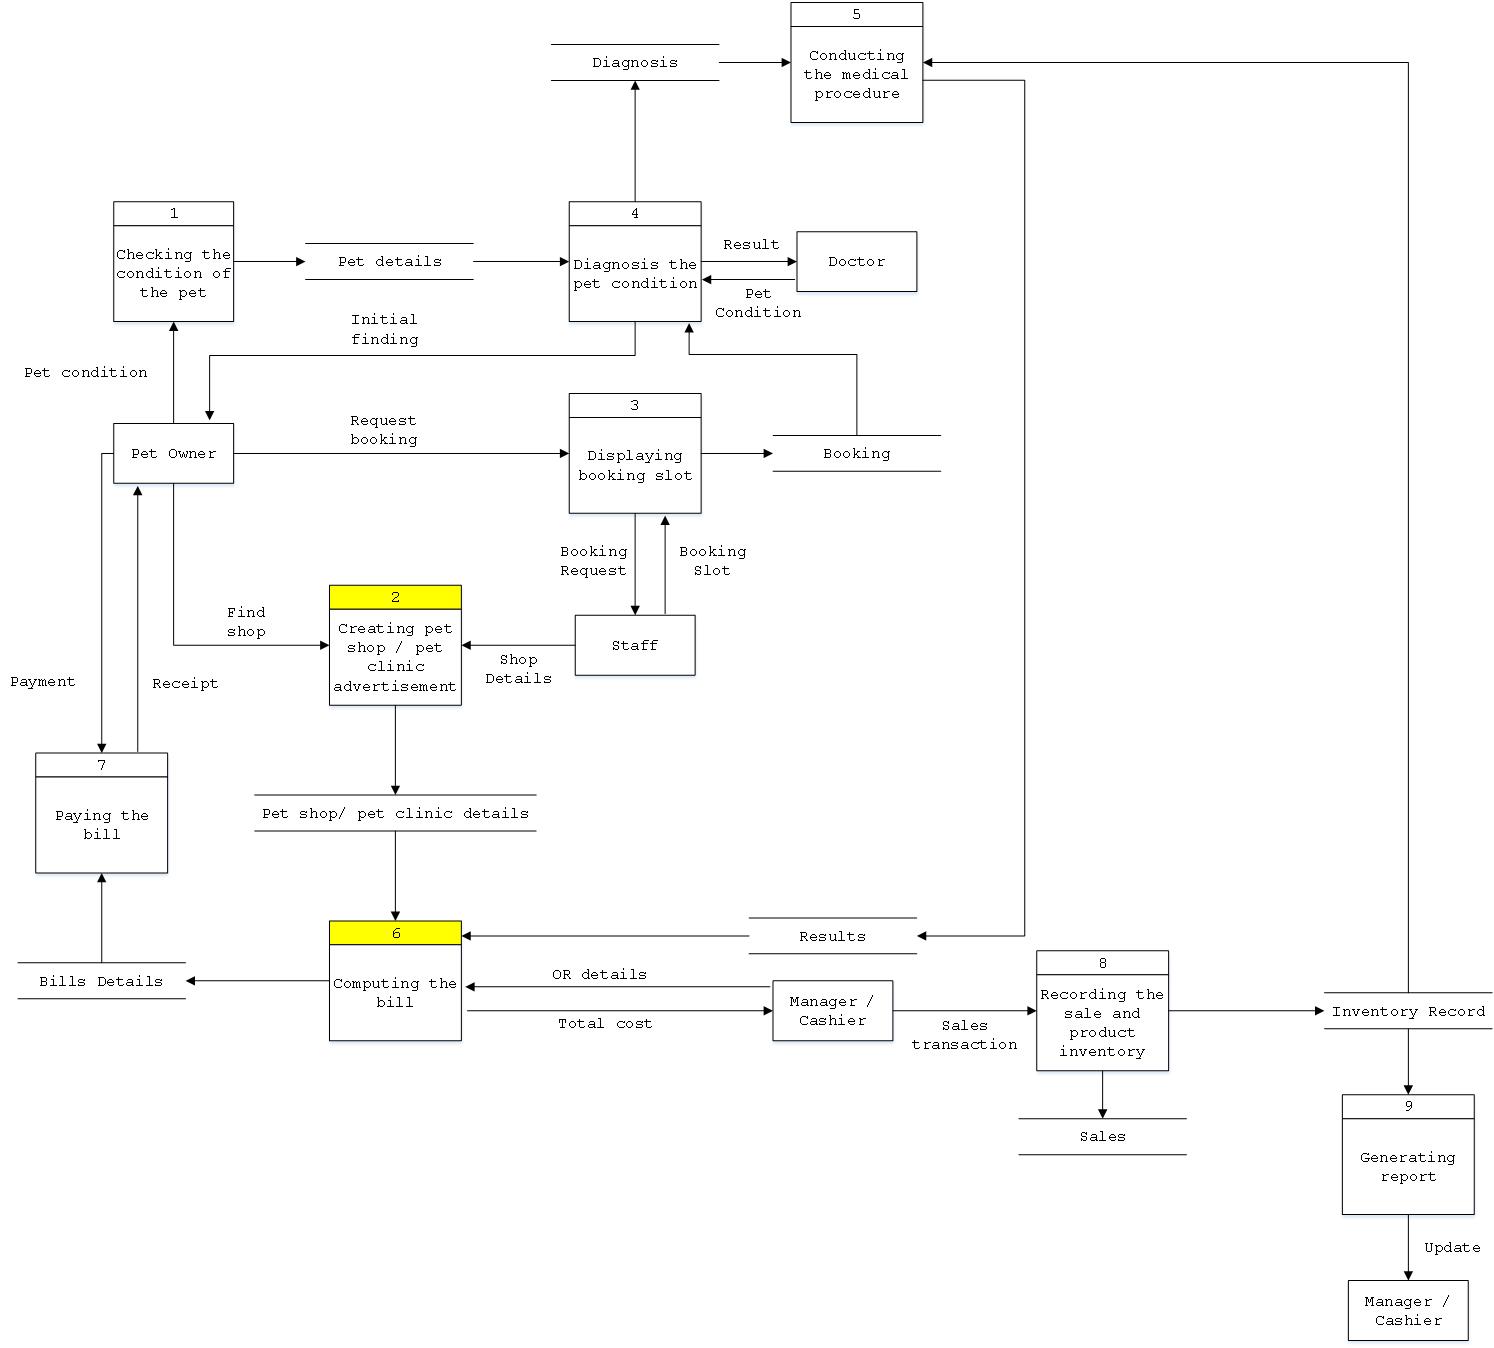 5
Conducting
the medical
procedure
Diagnosis
1
Checking the
condition of
the pet
Pet details
4
Diagnosis the
pet condition
Result
Doctor
Pet
Condition
Initial
finding
Pet condition
Pet Owner
Request
booking
3
Displaying
booking slot
Booking
Booking
Request
Booking
Slot
Find
shop
2
Creating pet
shop / pet
clinic
advertisement
Staff
Shop
Details
Payment
Receipt
7
Paying the
bill
Pet shop/ pet clinic details
6
Computing the
bill
Results
Bills Details
OR details
Total cost
Manager /
Cashier
Sales
transaction
8
Recording the
sale and
product
inventory
Inventory Record
Sales
9
Generating
report
Update
Manager /
Cashier